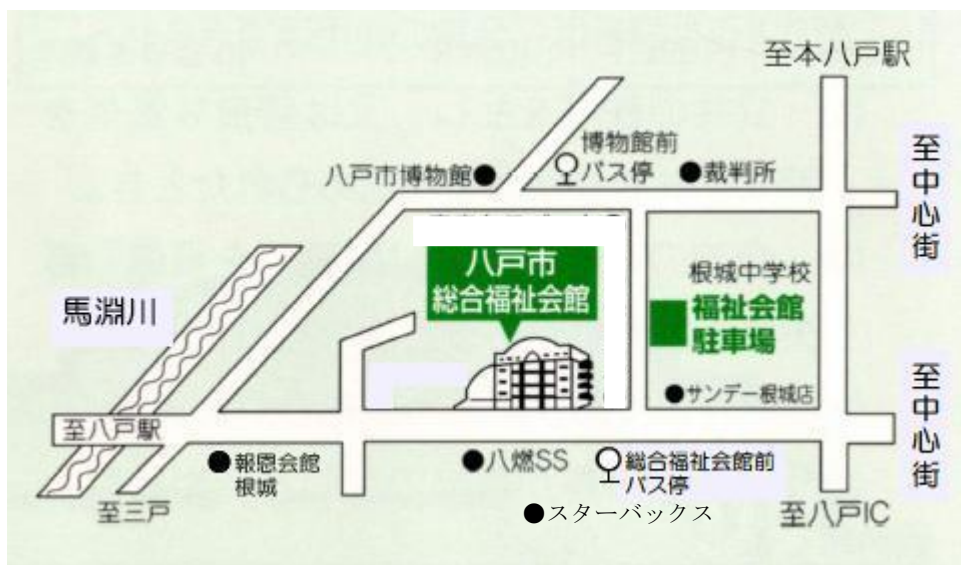 至本八戸駅
博物館前
バス停
八戸市博物館
裁判所
至中心街
八戸市
総合福祉会館
根城中学校
福祉会館
駐車場
馬淵川
サンデー根城店
至中心街
至八戸駅
報恩会館
根城
八燃SS
総合福祉会館前
バス停
至三戸
スターバックス
至八戸IC